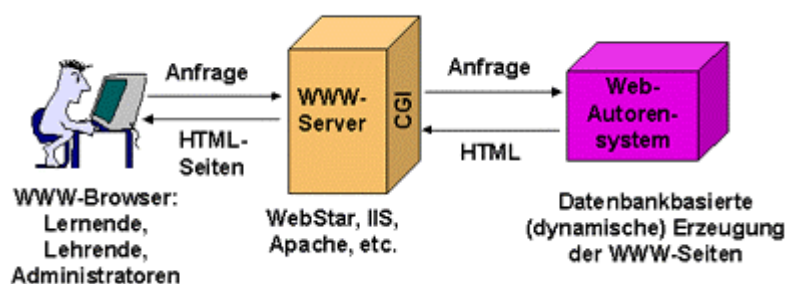 Anfrage
HTML-
Seiten
WWW-Browser:
Lernende,
Lehrende,
Administratoren
WWW-
Server
CGI
WebStar, IIS,
Apache, etc.
Anfrage
HTML
Web-
Autoren-
system
Datenbankbasierte
(dynamische) Erzeugung
der WWW-Seiten